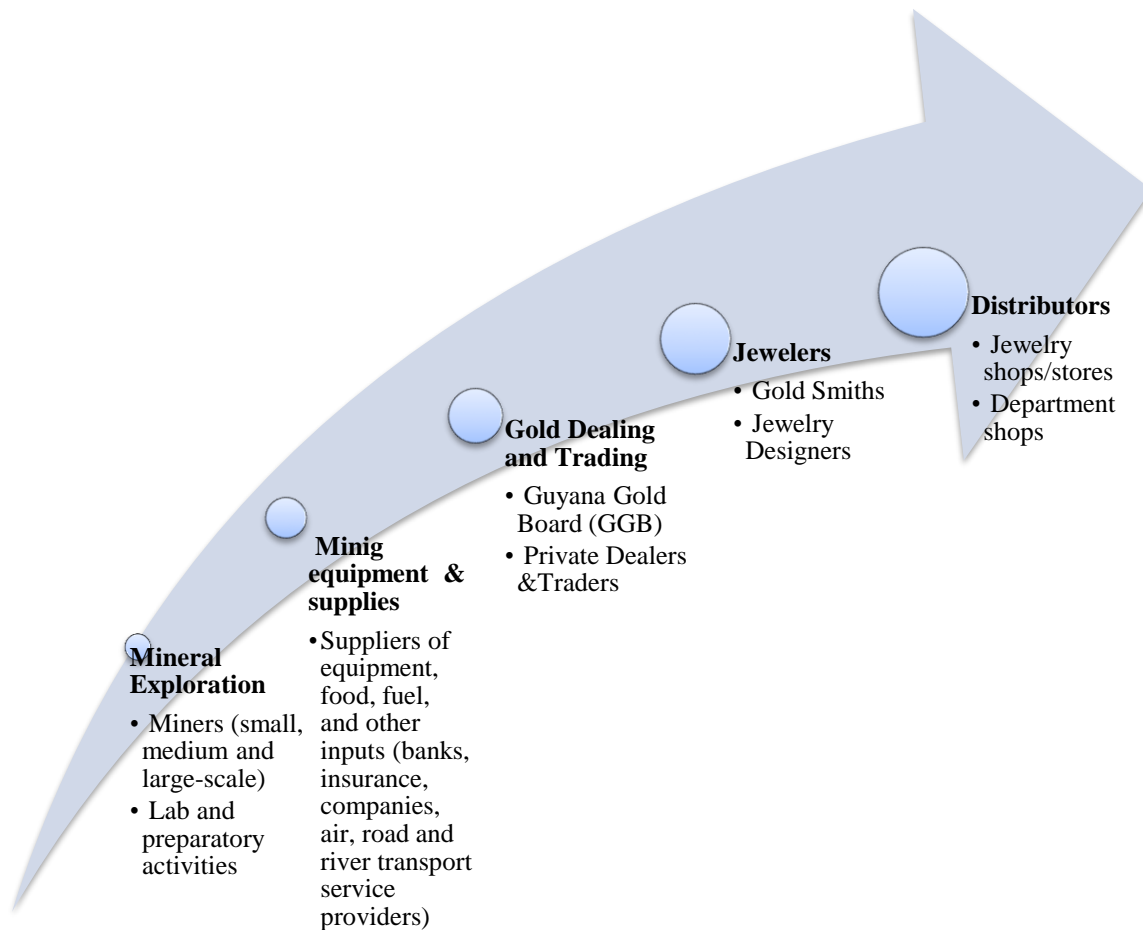 Mineral
Exploration
• Miners (small,
medium and
large-scale)
• Lab and
preparatory
activities
Minig
equipment &
supplies
•Suppliers of
equipment,
food, fuel,
and other
inputs (banks,
insurance,
companies,
air, road and
river transport
service
providers)
Gold Dealing
and Trading
• Guyana Gold
Board (GGB)
• Private Dealers
&Traders
Jewelers
• Gold Smiths
• Jewelry
Designers
Distributors
• Jewelry
shops/stores
• Department
shops